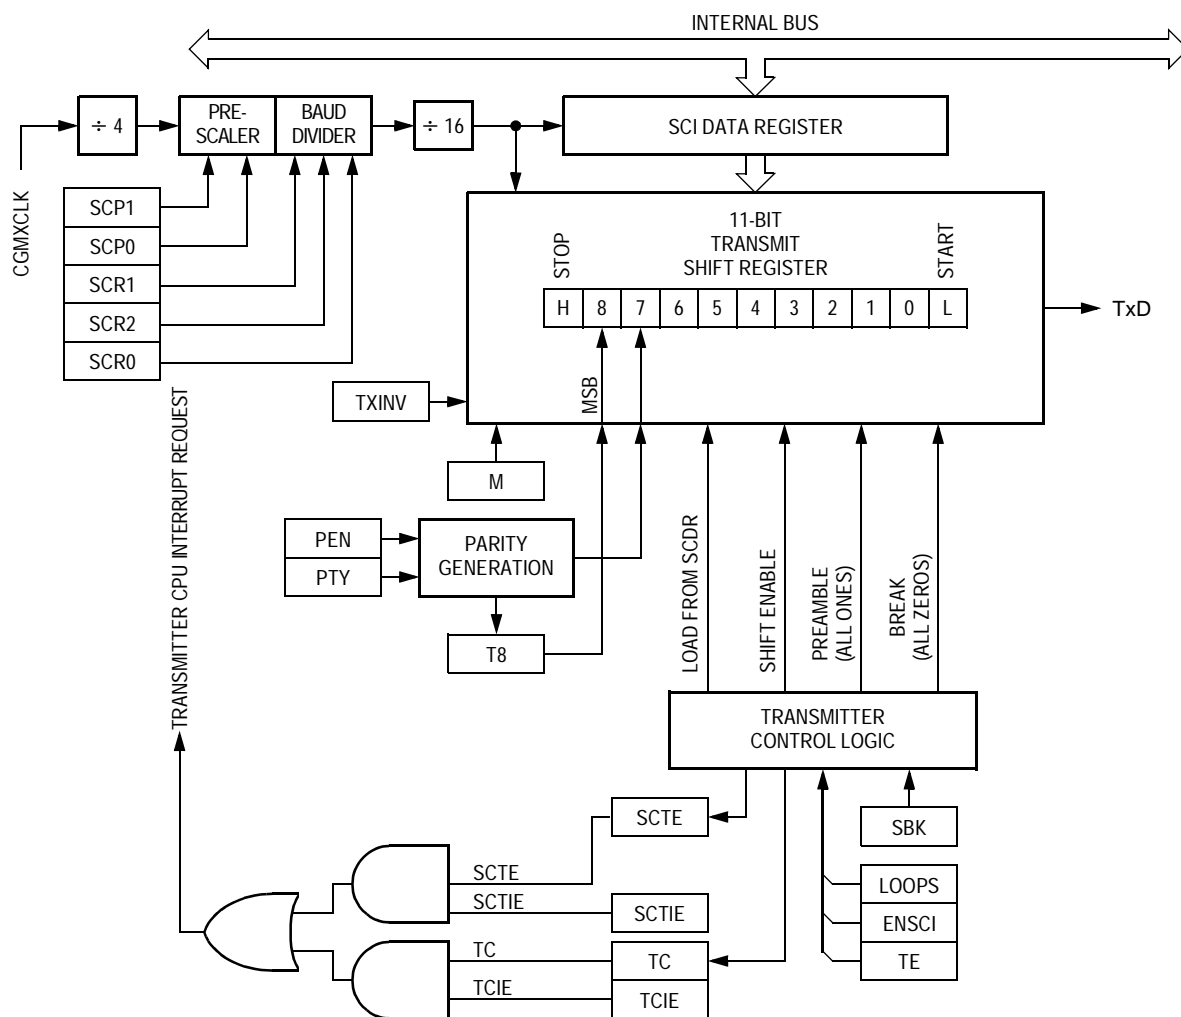 INTERNAL BUS
÷ 4
PRE-
SCALER
BAUD
DIVIDER
÷ 16
SCI DATA REGISTER
CGMXCLK
SCP1
SCP0
SCR1
SCR2
SCR0
11-BIT
TRANSMIT
SHIFT REGISTER
STOP
START
H 8 7 6 5 4 3 2 1 0 L
TxD
TXINV
MSB
M
TRANSMITTER CPU INTERRUPT REQUEST
PEN
PTY
PARITY
GENERATION
T8
LOAD FROM SCDR
SHIFT ENABLE
PREAMBLE
(ALL ONES)
BREAK
(ALL ZEROS)
TRANSMITTER
CONTROL LOGIC
SCTE
SBK
SCTE
SCTIE
SCTIE
LOOPS
ENSCI
TE
TC
TC
TCIE
TCIE